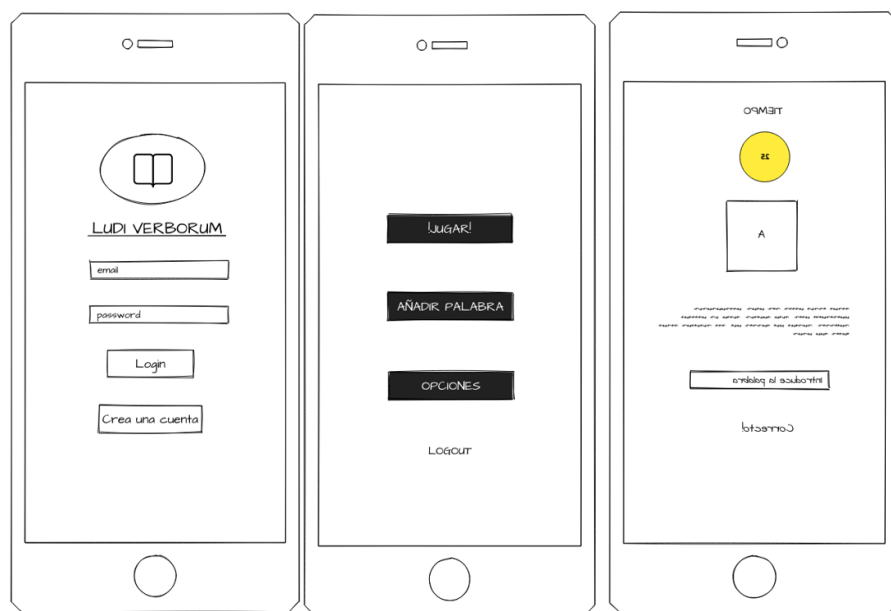 LUDI VERBORUM
email
password
Login
Crea una cuenta
!JUGAR!
AÑADIR PALABRA
OPCIONES
LOGOUT
TIEMPO
25
A
Introduce la palabra
Correcto!